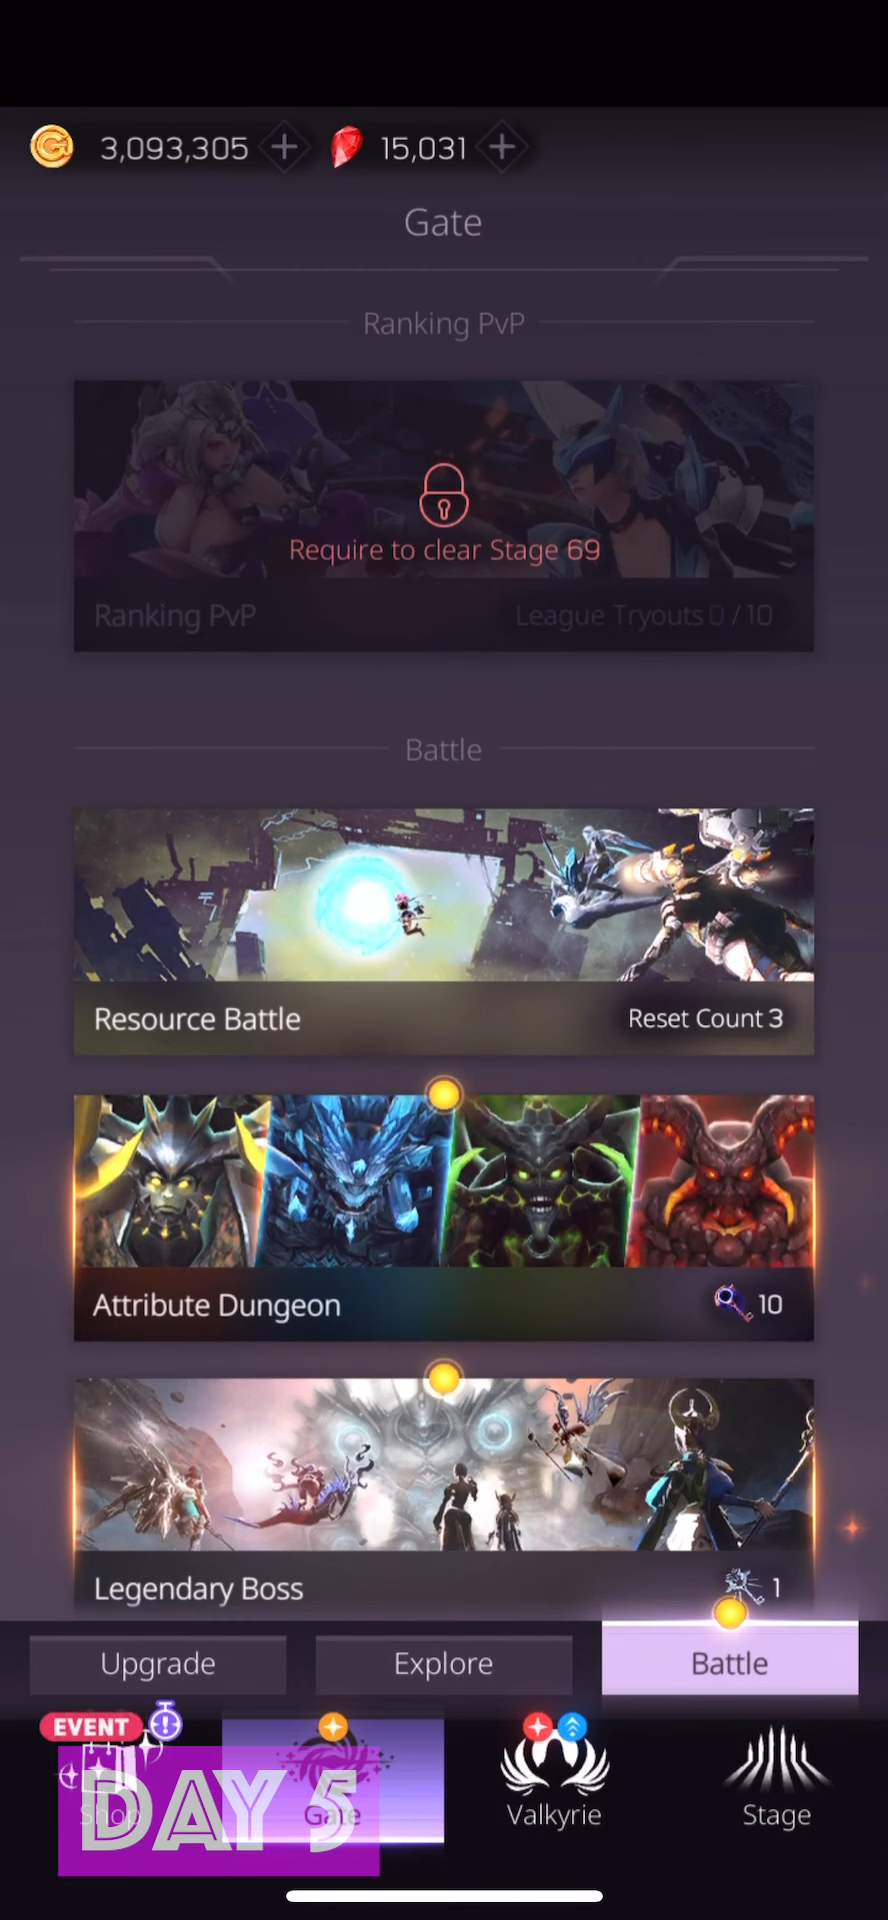 3,093,305 15,031
Gate
Ranking PvP
Require to clear Stage 69
Ranking PvP League Tryouts 0 / 10
Battle
Resource Battle Reset Count 3
Attribute Dungeon 10
Legendary Boss 1
Upgrade Explore Battle
EVENT
Shop Gate Valkyrie Stage
DAY 5